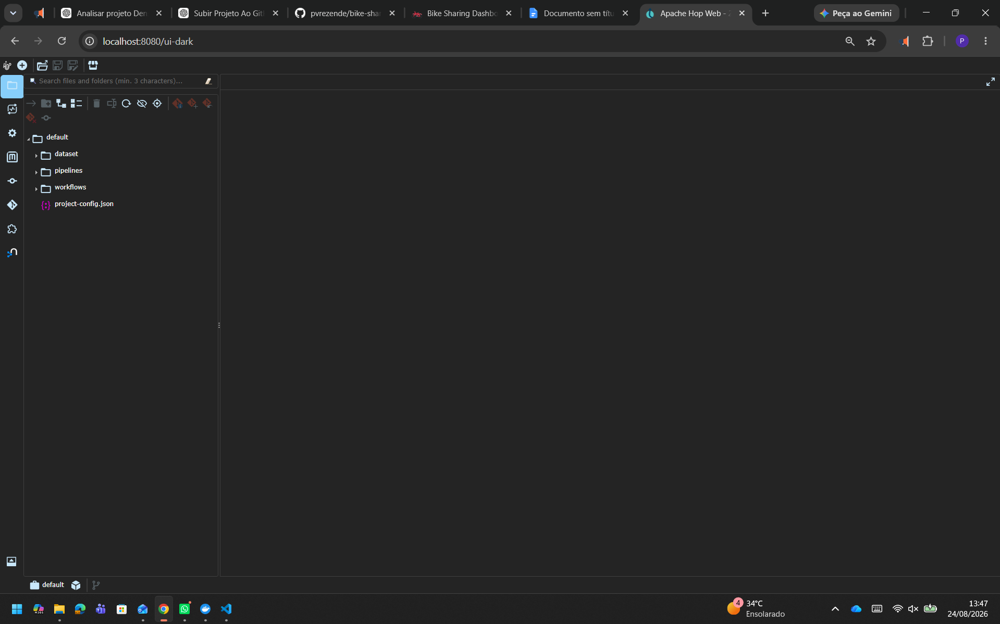 Analisar projeto Den
Subir Projeto Ao Git
pvrezende/bike-shar
Bike Sharing Dashbo
Documento sem títu
Apache Hop Web - 2
Peça ao Gemini
localhost:8080/ui-dark
P
Hop
Search files and folders (min. 3 characters)...
default
dataset
pipelines
workflows
project-config.json
default
M365
4
34°C
Ensolarado
13:47
24/08/2026